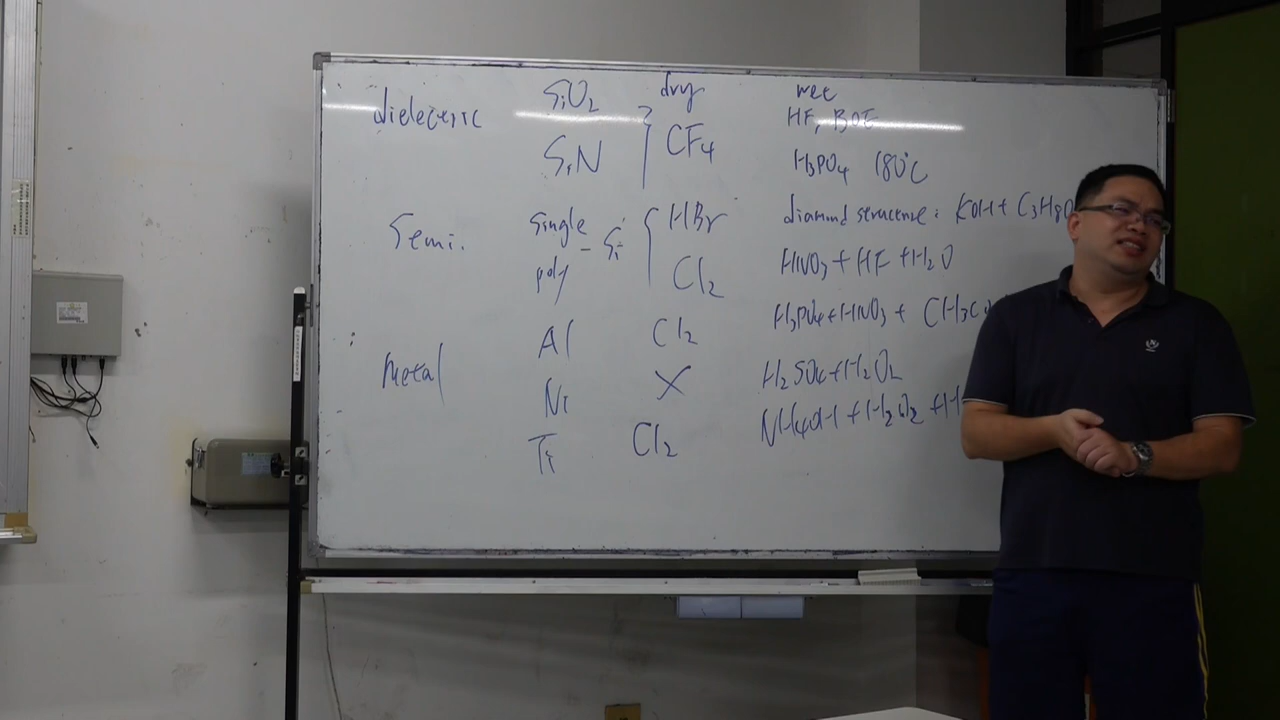 dry wet
dielectric SiO2 HF, BOE
SiN CF4 H3PO4 180°C
Semi. Single HBr diamond structure: KOH + C3H8O
poly - Si Cl2 HNO3 + HF + H2O
Al Cl2 H3PO4 + HNO3 +
metal Ni X H2SO4 + H2O2
Ti Cl2 NH4OH + H2O2 +